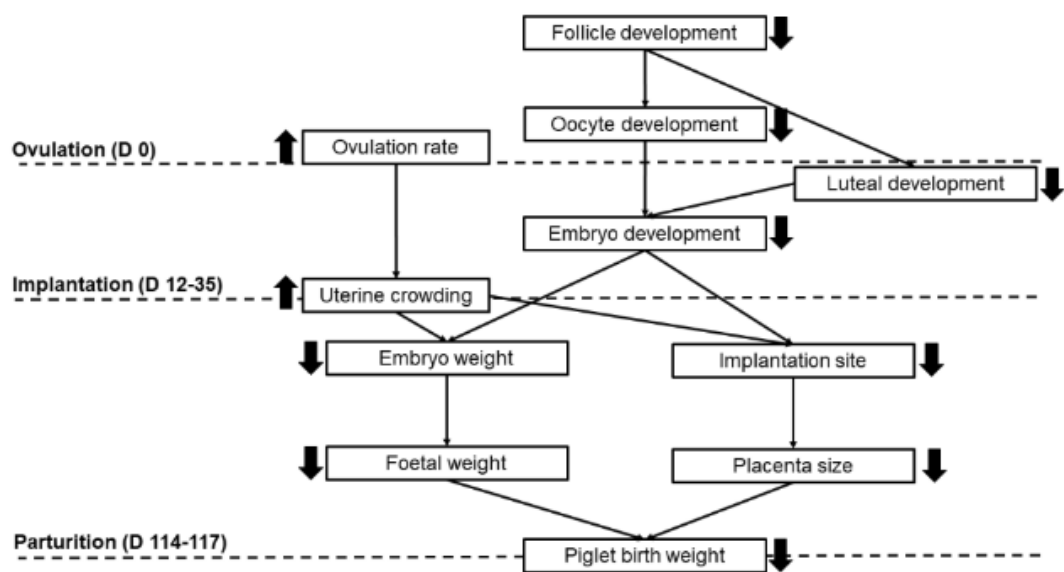 Follicle development
Oocyte development
Ovulation (D 0)
Ovulation rate
Luteal development
Embryo development
Implantation (D 12-35)
Uterine crowding
Embryo weight
Implantation site
Foetal weight
Placenta size
Parturition (D 114-117)
Piglet birth weight